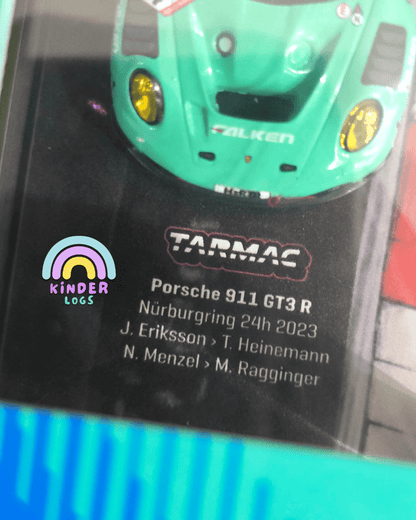 FALKEN
TARMAC
Porsche 911 GT3 R
Nürburgring 24h 2023
J. Eriksson › T. Heinemann
N. Menzel › M. Ragginger
KiNDER
LOGS